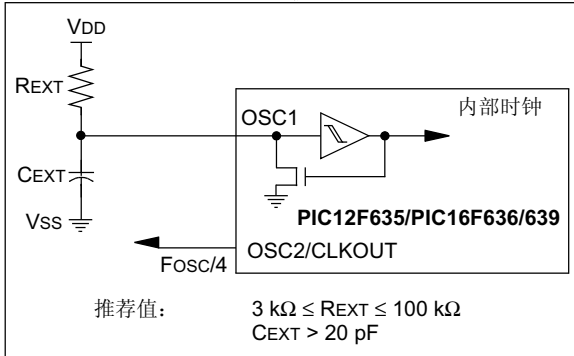 VDD
REXT
OSC1
内部时钟
CEXT
VSS
PIC12F635/PIC16F636/639
OSC2/CLKOUT
FOSC/4
推荐值: 3 kΩ ≤ REXT ≤ 100 kΩ
CEXT > 20 pF